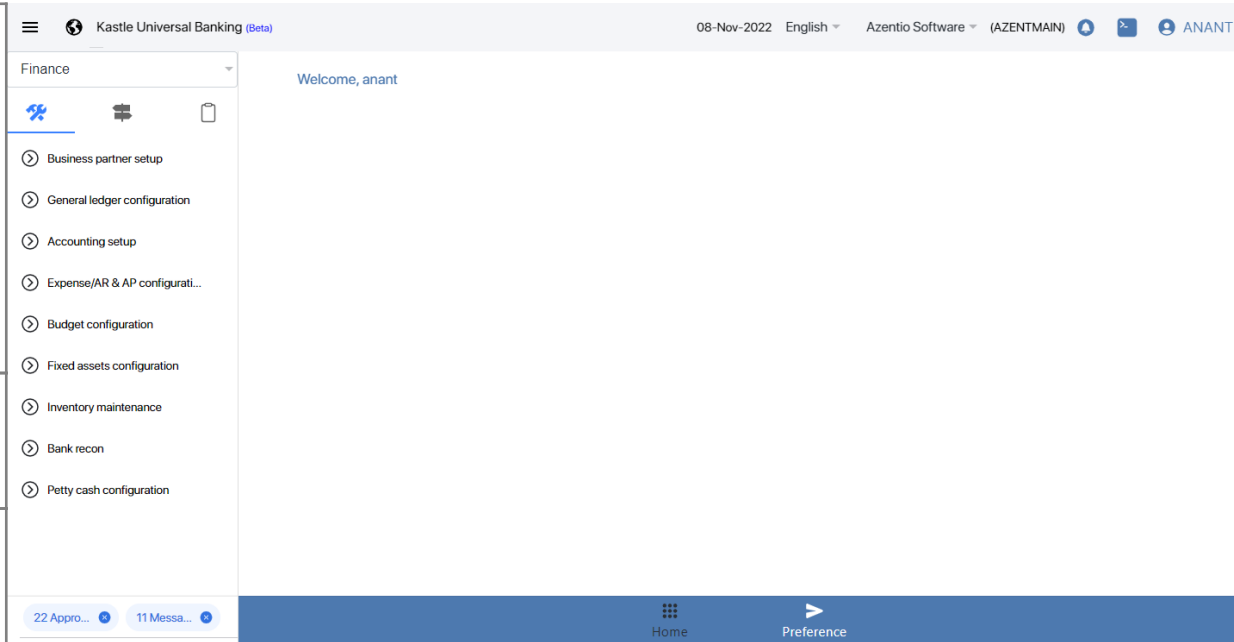 Kastle Universal Banking (Beta) 08-Nov-2022 English Azentio Software (AZENTMAIN) ANANT
Finance
Welcome, anant
Business partner setup
General ledger configuration
Accounting setup
Expense/AR & AP configurati...
Budget configuration
Fixed assets configuration
Inventory maintenance
Bank recon
Petty cash configuration
22 Appro... 11 Messa...
Home Preference